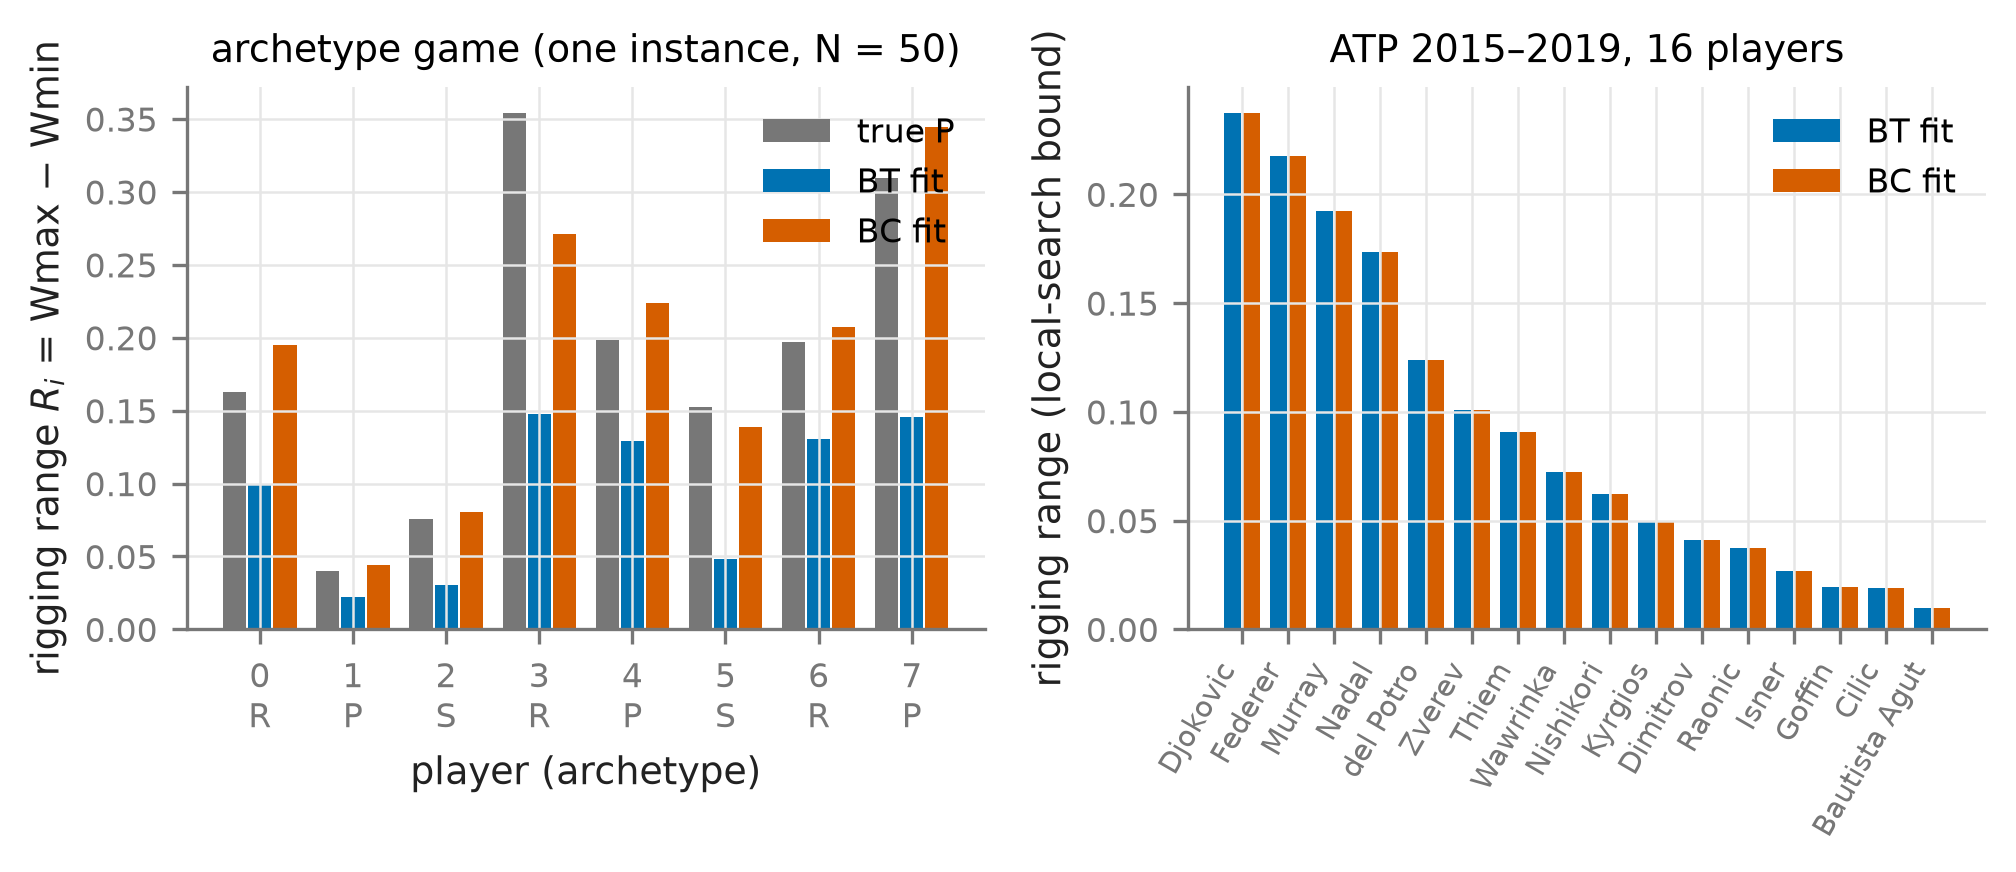 archetype game (one instance, N = 50)
rigging range Ri = Wmax − Wmin
0.35
0.30
0.25
0.20
0.15
0.10
0.05
0.00
true P
BT fit
BC fit
0 1 2 3 4 5 6 7
R P S R P S R P
player (archetype)
ATP 2015–2019, 16 players
rigging range (local-search bound)
0.20
0.15
0.10
0.05
0.00
BT fit
BC fit
Djokovic
Federer
Murray
Nadal
del Potro
Zverev
Thiem
Wawrinka
Nishikori
Kyrgios
Dimitrov
Raonic
Isner
Goffin
Cilic
Bautista Agut